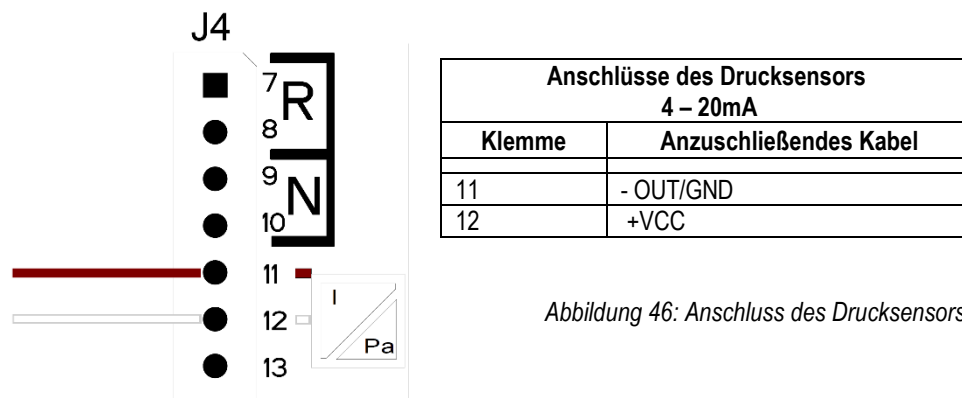 J4
7
R
8
9
N
10
11
12
13
I
Pa
Anschlüsse des Drucksensors
4 – 20mA
Klemme Anzuschließendes Kabel
11 - OUT/GND
12 +VCC
Abbildung 46: Anschluss des Drucksensors